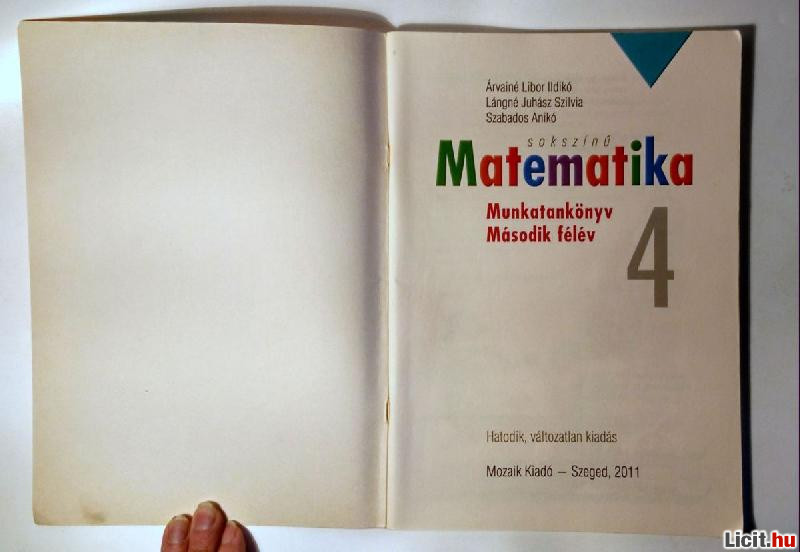 Árvainé Libor Ildikó
Lángné Juhász Szilvia
Szabados Anikó
sokszínű
Matematika
Munkatankönyv
Második félév
4
Hatodik, változatlan kiadás
Mozaik Kiadó – Szeged, 2011
Licit.hu